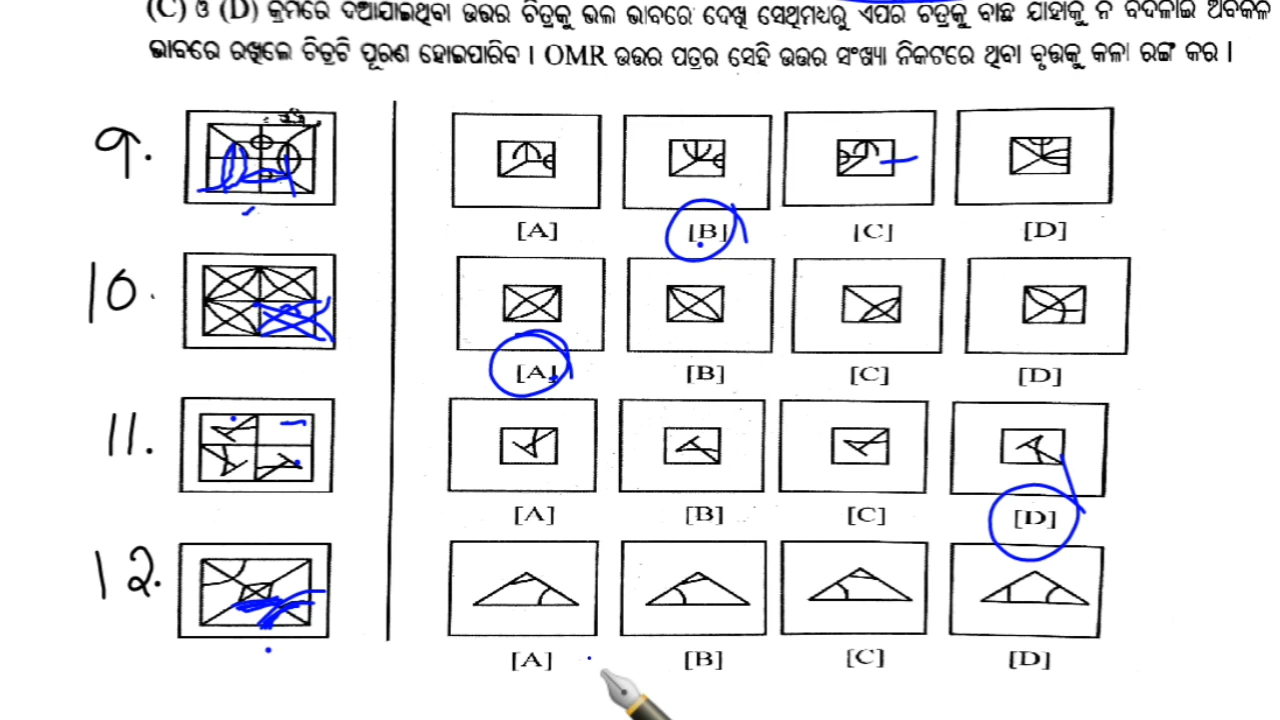 (C) ଓ (D) କ୍ରମରେ ଦିଆଯାଇଥିବା ଉତ୍ତର ଚିତ୍ରକୁ ଭଲ ଭାବରେ ଦେଖି ସେଥିମଧ୍ୟରୁ ଏପରି ଚିତ୍ରକୁ ବାଛ ଯାହାକୁ ନ ବଦଳାଇ ଅବିକଳ
ଭାବରେ ରଖିଲେ ଚିତ୍ରଟି ପୂରଣ ହୋଇପାରିବ । OMR ଉତ୍ତର ପତ୍ରର ସେହି ଉତ୍ତର ସଂଖ୍ୟା ନିକଟରେ ଥିବା ବୃତ୍ତକୁ କଳା ରଙ୍ଗ କର ।
9.
[A] [B] [C] [D]
10.
[A] [B] [C] [D]
11.
[A] [B] [C] [D]
12.
[A] [B] [C] [D]